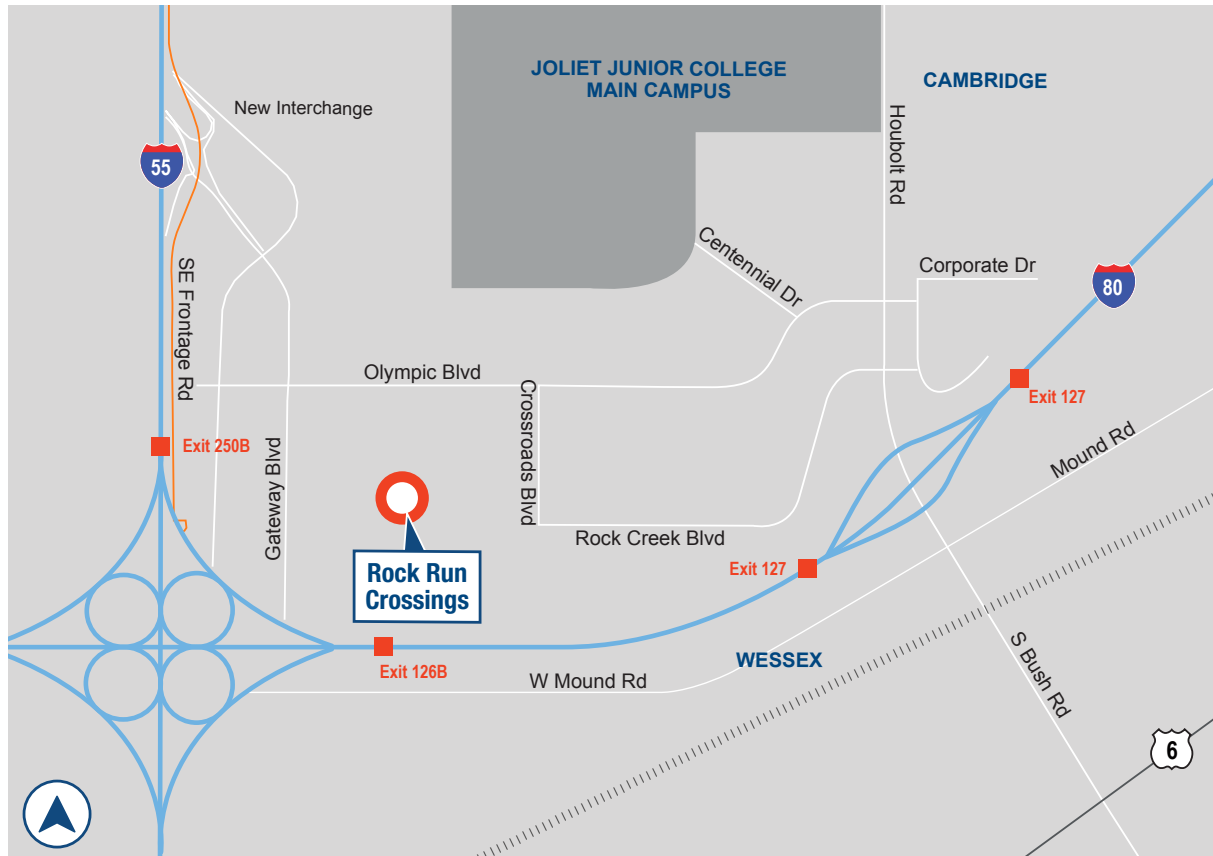 JOLIET JUNIOR COLLEGE
MAIN CAMPUS
CAMBRIDGE
New Interchange
Houbolt Rd
55
Centennial Dr
Corporate Dr
80
SE Frontage Rd
Olympic Blvd
Crossroads Blvd
Exit 127
Exit 250B
Gateway Blvd
Mound Rd
Rock Creek Blvd
Rock Run
Crossings
Exit 127
Exit 126B
WESSEX
W Mound Rd
S Bush Rd
6